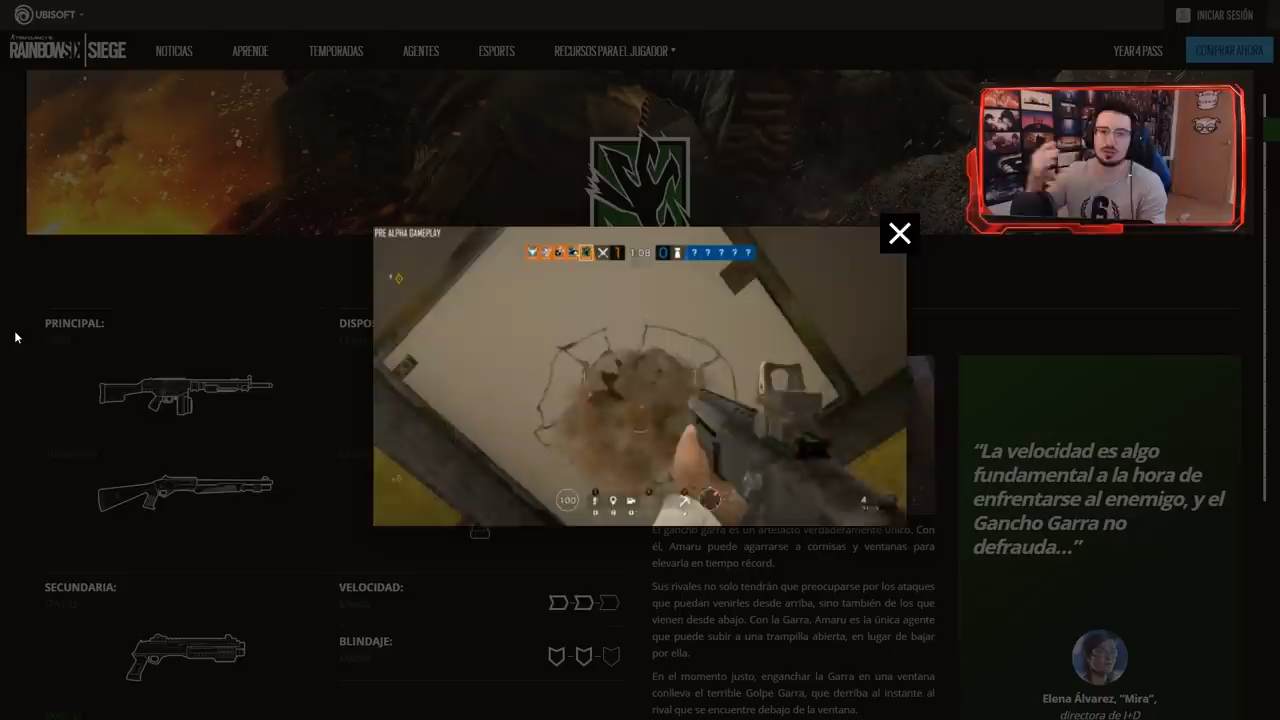 UBISOFT
INICIAR SESIÓN
RAINBOWSIX | SIEGE
NOTICIAS
APRENDE
TEMPORADAS
AGENTES
ESPORTS
RECURSOS PARA EL JUGADOR
YEAR 4 PASS
COMPRAR AHORA
PRE ALPHA GAMEPLAY
1
1:08
0
? ? ? ? ?
PRINCIPAL:
DISPO
100
4
SECUNDARIA:
ITA12S
VELOCIDAD:
BLINDAJE:
El gancho garra es un artefacto verdaderamente único. Con
él, Amaru puede agarrarse a cornisas y ventanas para
elevarla en tiempo récord.
Sus rivales no solo tendrán que preocuparse por los ataques
que puedan venirles desde arriba, sino también de los que
vienen desde abajo. Con la Garra, Amaru es la única agente
que puede subir a una trampilla abierta, en lugar de bajar
por ella.
En el momento justo, enganchar la Garra en una ventana
conlleva el terrible Golpe Garra, que derriba al instante al
rival que se encuentre debajo de la ventana.
“La velocidad es algo
fundamental a la hora de
enfrentarse al enemigo, y el
Gancho Garra no
defrauda...”
Elena Álvarez, “Mira”,
directora de I+D